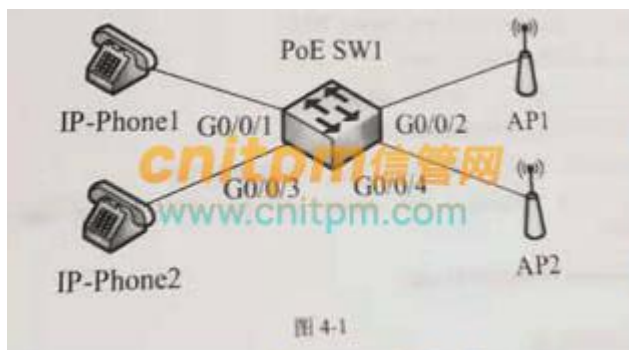 PoE SW1
IP-Phone1 G0/0/1 G0/0/2 AP1
cnitpm信管网
G0/0/3 G0/0/4
www.cnitpm.com
IP-Phone2 AP2
图 4-1